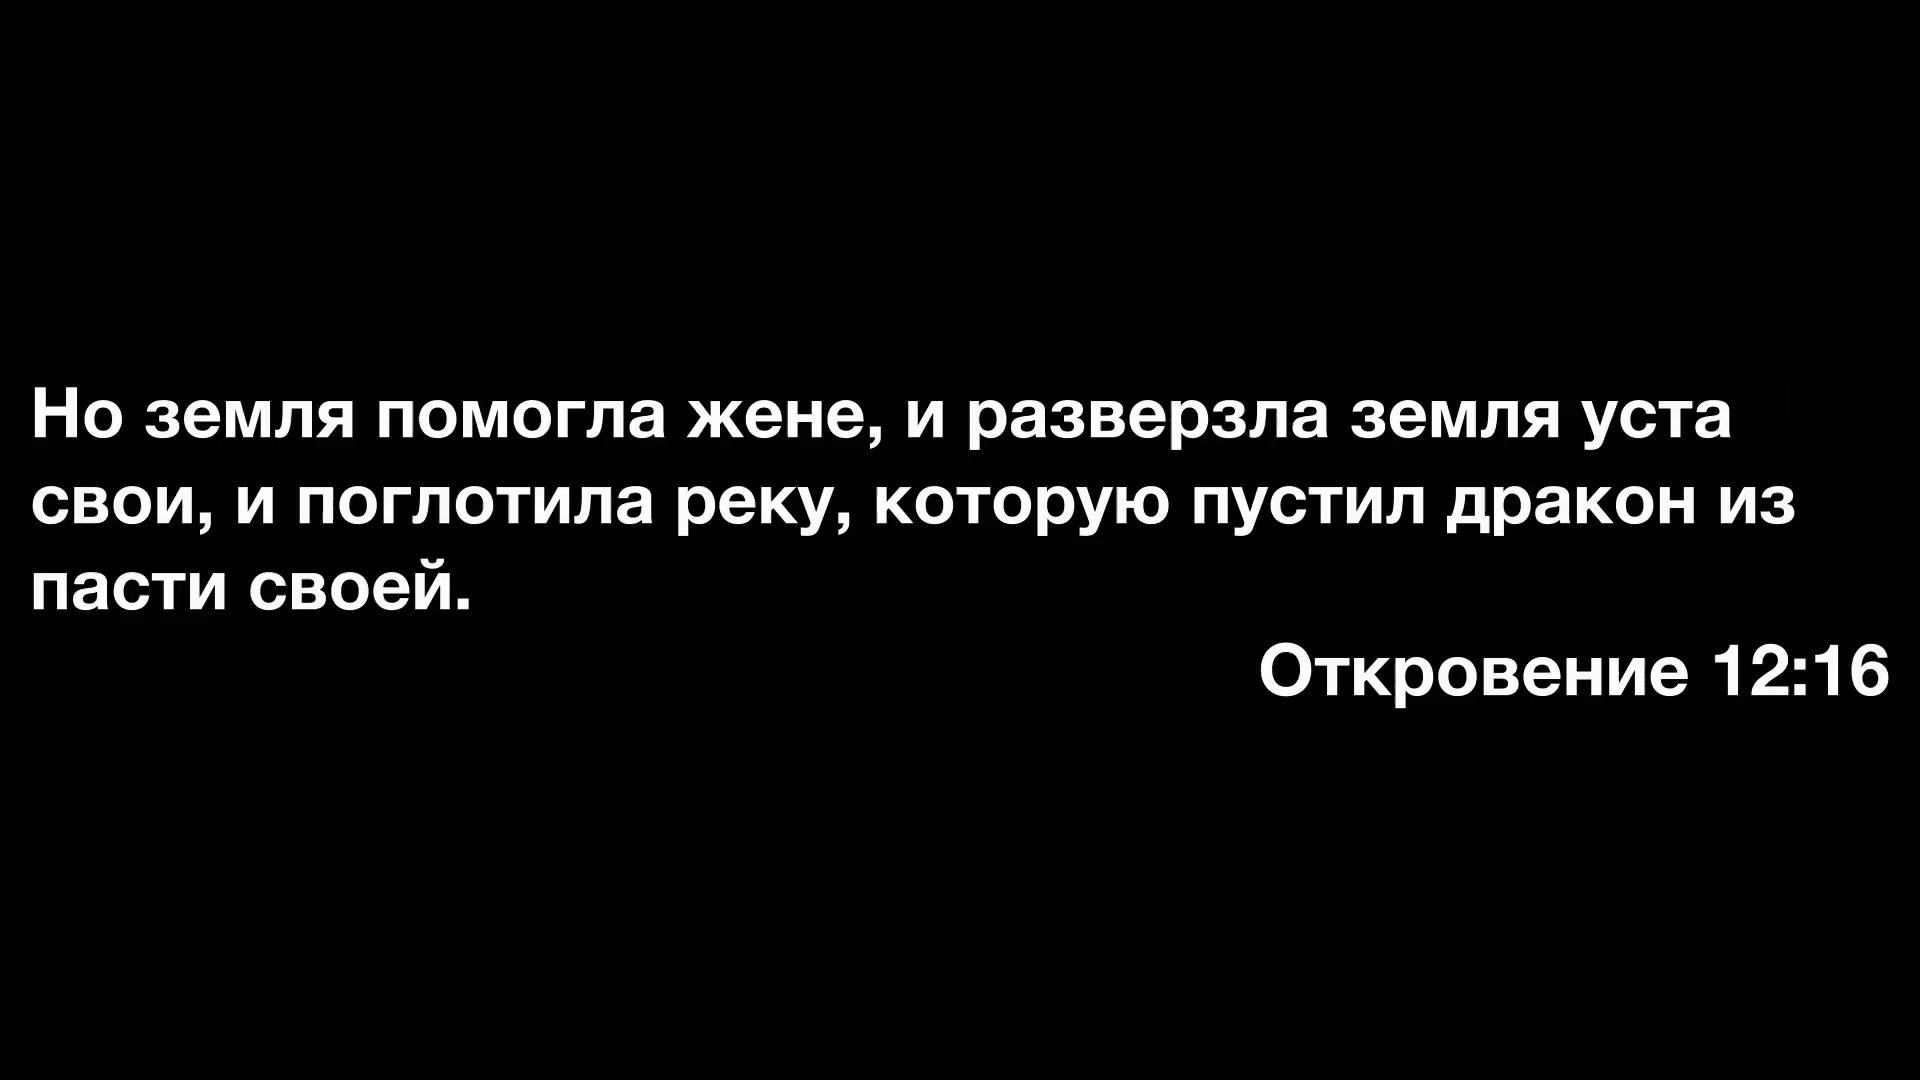 Но земля помогла жене, и разверзла земля уста
свои, и поглотила реку, которую пустил дракон из
пасти своей.
Откровение 12:16